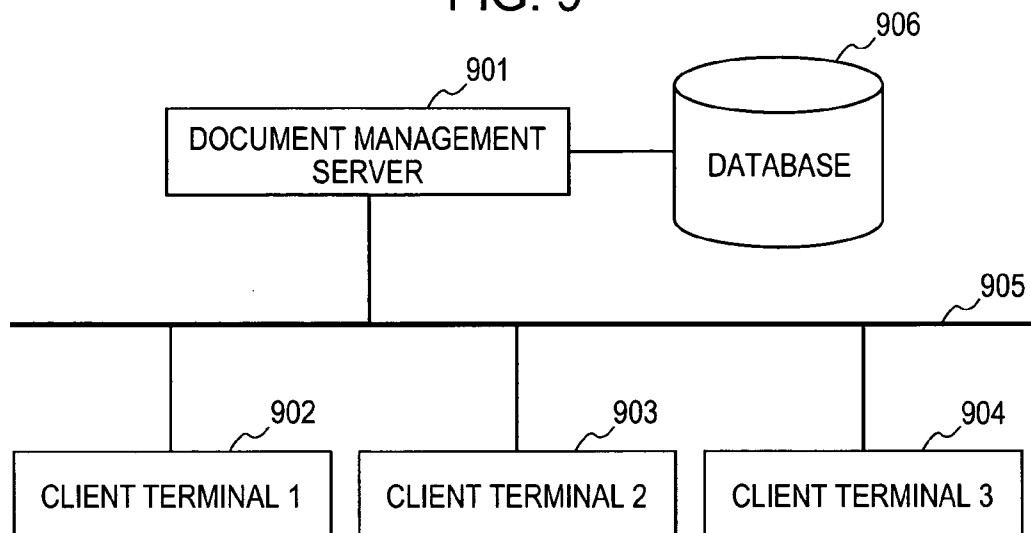 FIG. 9
906
901
DOCUMENT MANAGEMENT
SERVER
DATABASE
905
902
903
904
CLIENT TERMINAL 1
CLIENT TERMINAL 2
CLIENT TERMINAL 3